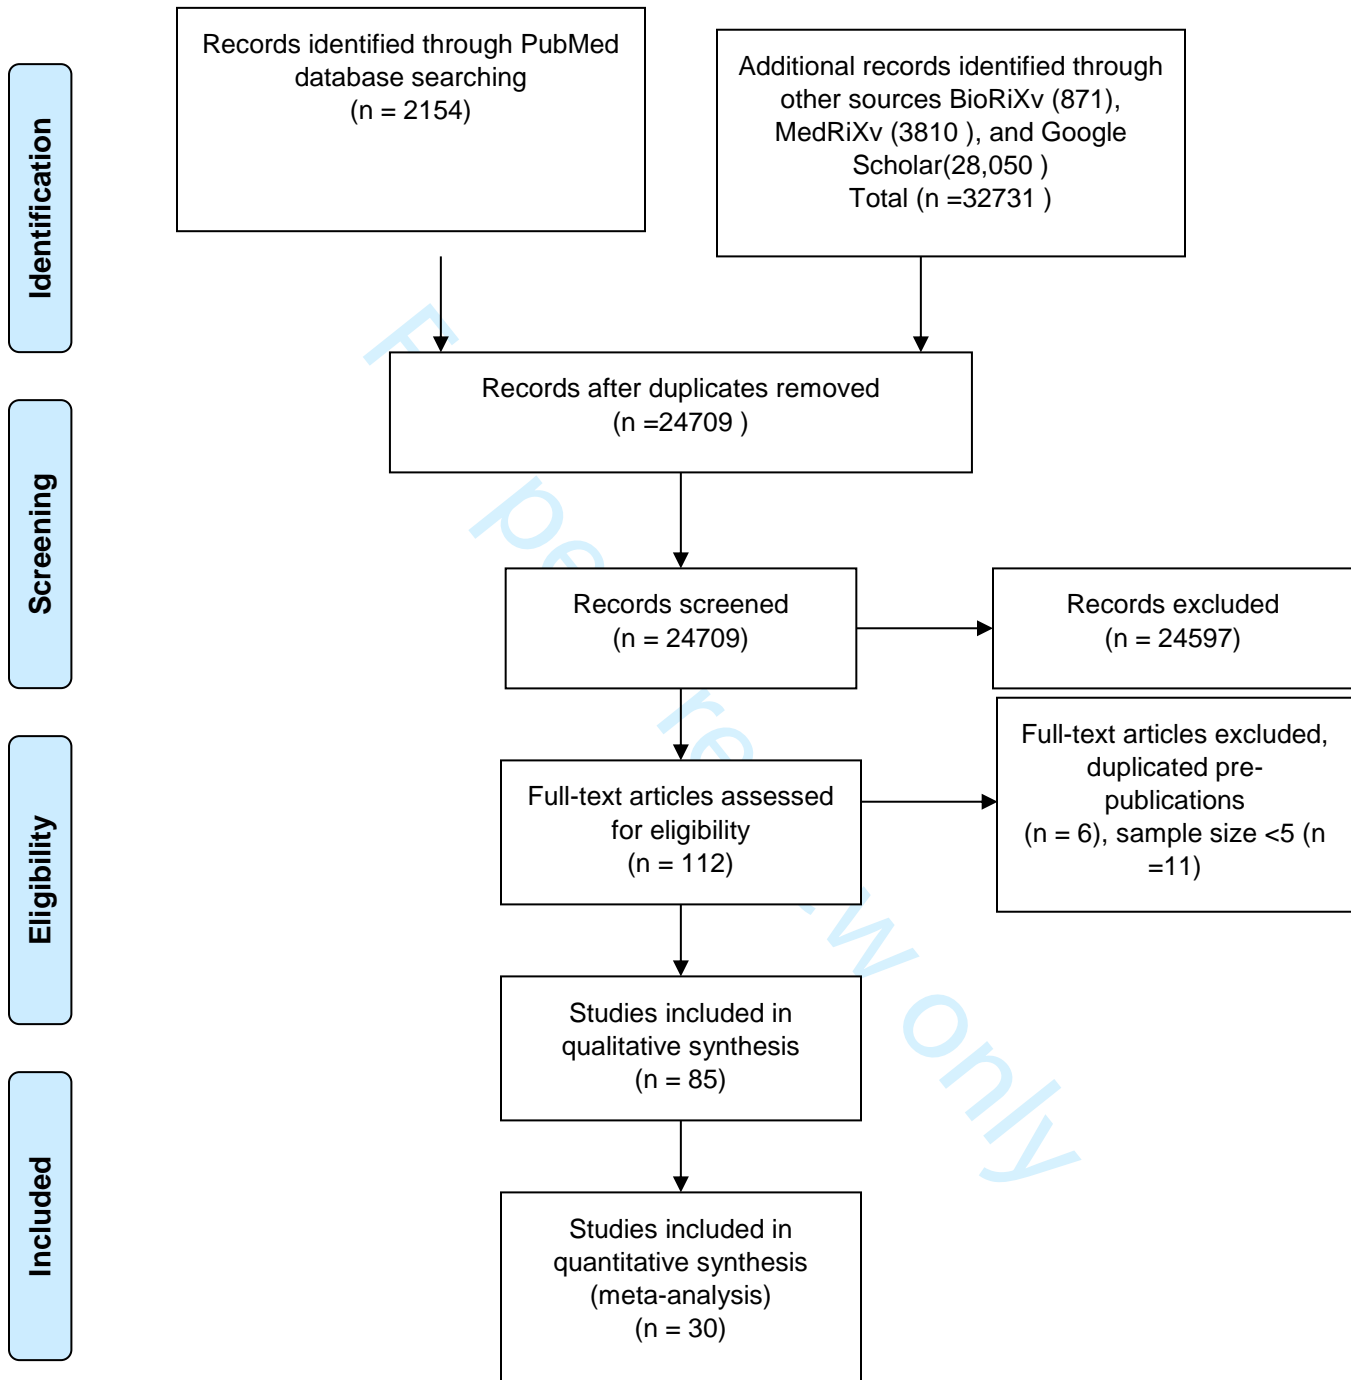 Identification
Records identified through PubMed
database searching
(n = 2154)
Additional records identified through
other sources BioRiXv (871),
MedRiXv (3810 ), and Google
Scholar(28,050 )
Total (n =32731 )
Records after duplicates removed
(n =24709 )
Screening
Records screened
(n = 24709)
Records excluded
(n = 24597)
Eligibility
Full-text articles assessed
for eligibility
(n = 112)
Full-text articles excluded,
duplicated pre-
publications
(n = 6), sample size <5 (n
=11)
Studies included in
qualitative synthesis
(n = 85)
Included
Studies included in
quantitative synthesis
(meta-analysis)
(n = 30)
only